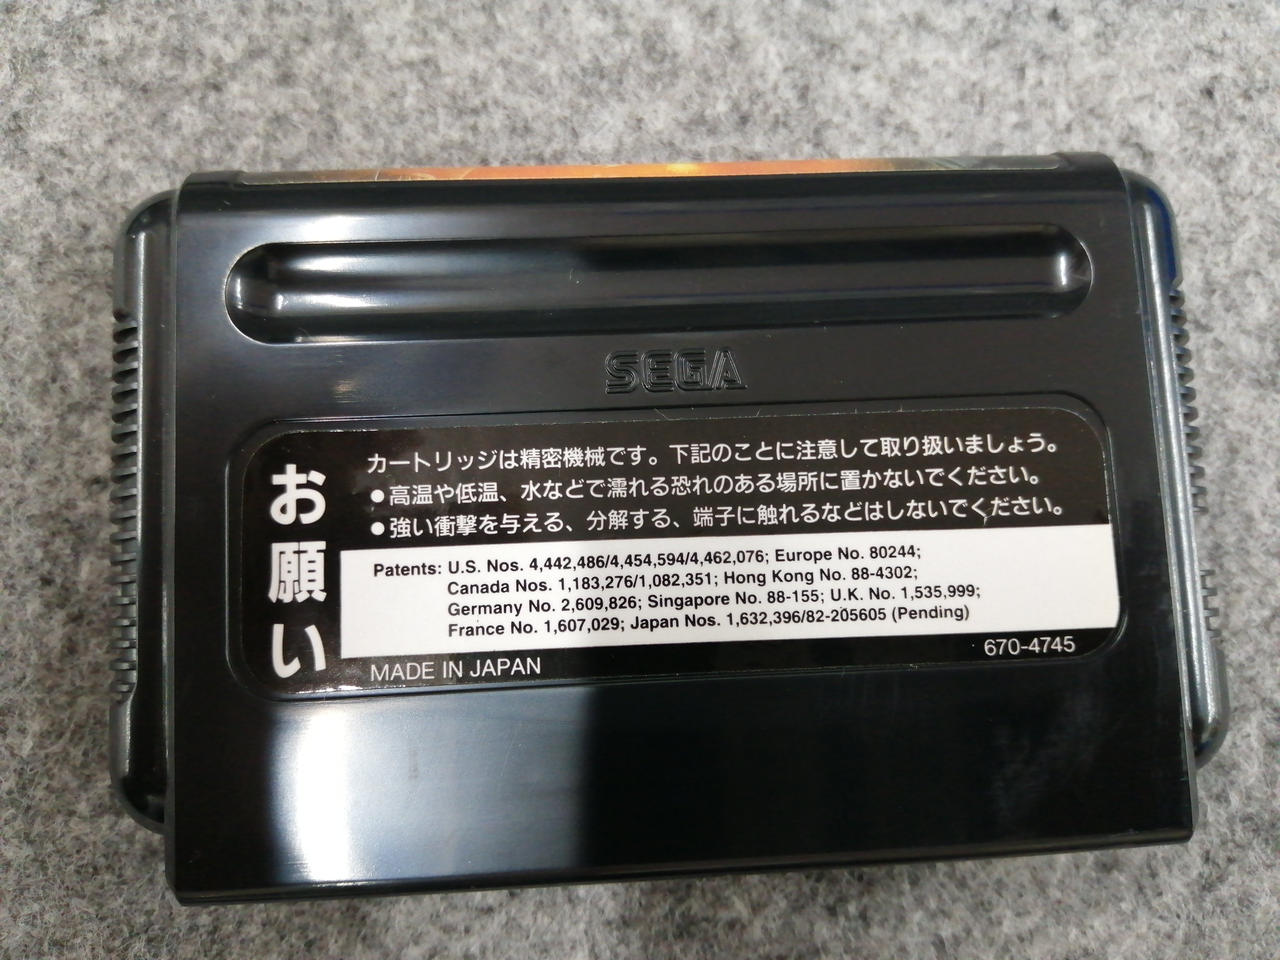 SEGA
お願い
カートリッジは精密機械です。下記のことに注意して取り扱いましょう。
●高温や低温、水などで濡れる恐れのある場所に置かないでください。
●強い衝撃を与える、分解する、端子に触れるなどはしないでください。
Patents: U.S. Nos. 4,442,486/4,454,594/4,462,076; Europe No. 80244;
Canada Nos. 1,183,276/1,082,351; Hong Kong No. 88-4302;
Germany No. 2,609,826; Singapore No. 88-155; U.K. No. 1,535,999;
France No. 1,607,029; Japan Nos. 1,632,396/82-205605 (Pending)
MADE IN JAPAN
670-4745